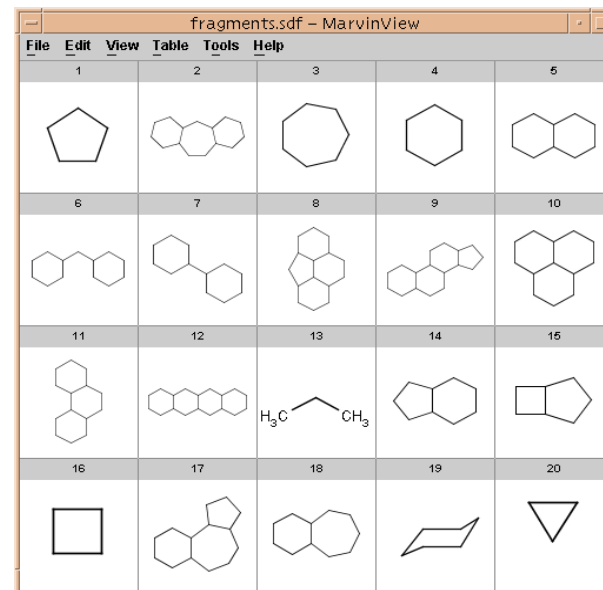 fragments.sdf – MarvinView
File Edit View Table Tools Help
1 2 3 4 5
6 7 8 9 10
11 12 13 14 15
H3C CH3
16 17 18 19 20